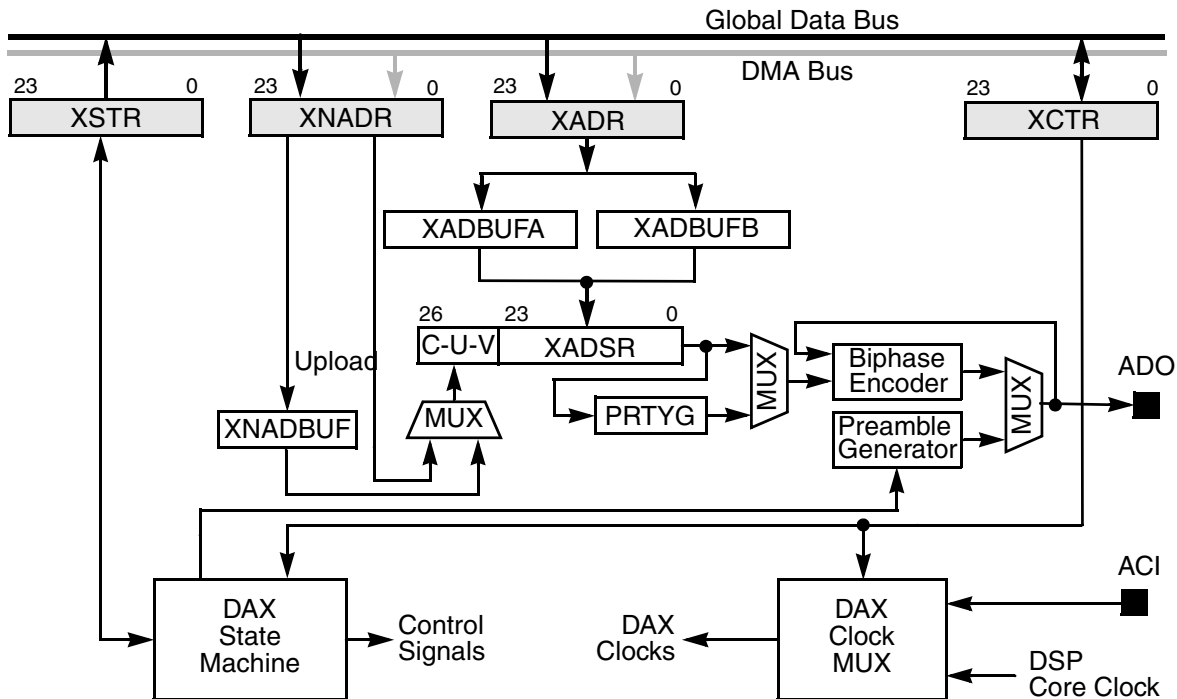 Global Data Bus
DMA Bus
23 0
23 0
23 0
23 0
XSTR
XNADR
XADR
XCTR
XADBUFA
XADBUFB
26 23 0
C-U-V
XADSR
Upload
MUX
XNADBUF
PRTYG
MUX
Biphase
Encoder
Preamble
Generator
MUX
ADO
DAX
State
Machine
Control
Signals
DAX
Clocks
DAX
Clock
MUX
ACI
DSP
Core Clock